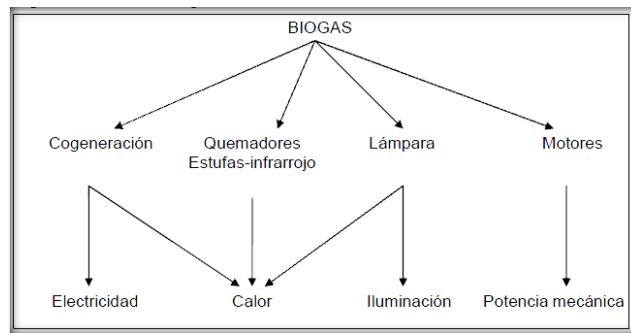 BIOGAS
Cogeneración
Quemadores
Estufas-infrarrojo
Lámpara
Motores
Electricidad
Calor
Iluminación
Potencia mecánica